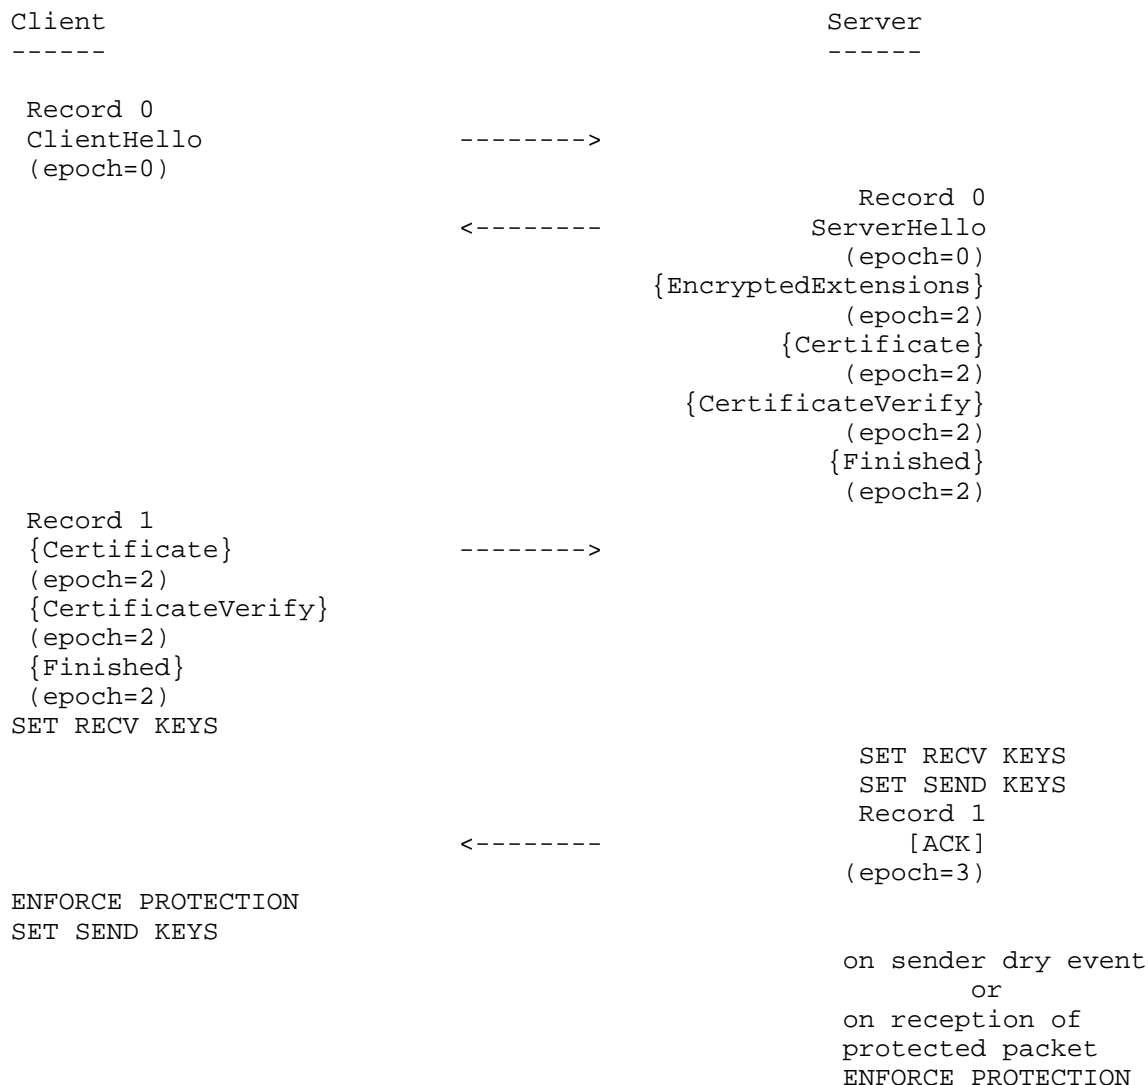 Client Server
------ ------
Record 0
ClientHello -------->
(epoch=0)
Record 0
<-------- ServerHello
(epoch=0)
{EncryptedExtensions}
(epoch=2)
{Certificate}
(epoch=2)
{CertificateVerify}
(epoch=2)
{Finished}
(epoch=2)
Record 1
{Certificate} -------->
(epoch=2)
{CertificateVerify}
(epoch=2)
{Finished}
(epoch=2)
SET RECV KEYS
SET RECV KEYS
SET SEND KEYS
Record 1
<-------- [ACK]
(epoch=3)
ENFORCE PROTECTION
SET SEND KEYS
on sender dry event
or
on reception of
protected packet
ENFORCE PROTECTION